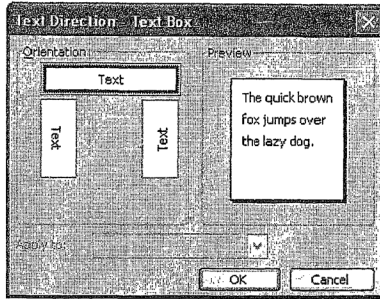 Text Direction - Text Box
Orientation
Text
Text
Text
Preview
The quick brown
fox jumps over
the lazy dog.
Apply to:
OK
Cancel